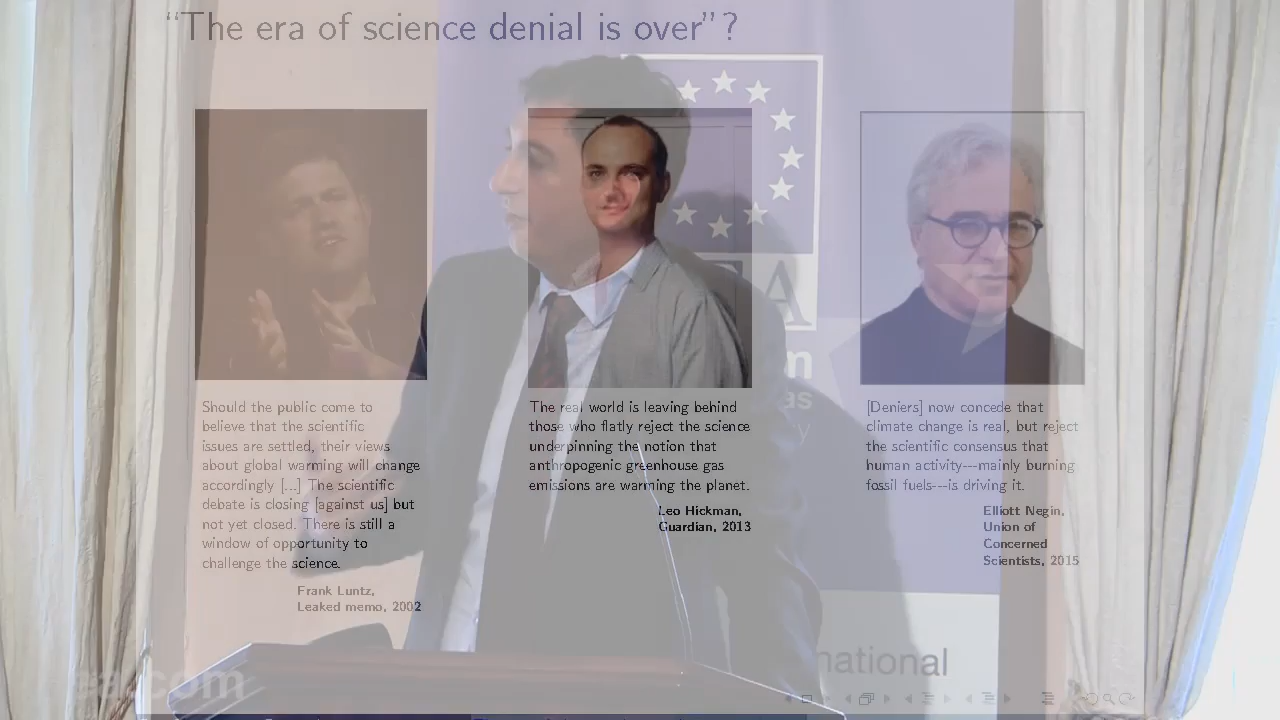 “The era of science denial is over”?
Should the public come to
believe that the scientific
issues are settled, their views
about global warming will change
accordingly [...] The scientific
debate is closing [against us] but
not yet closed. There is still a
window of opportunity to
challenge the science.
Frank Luntz,
Leaked memo, 2002
The real world is leaving behind
those who flatly reject the science
underpinning the notion that
anthropogenic greenhouse gas
emissions are warming the planet.
Leo Hickman,
Guardian, 2013
[Deniers] now concede that
climate change is real, but reject
the scientific consensus that
human activity---mainly burning
fossil fuels---is driving it.
Elliott Negin,
Union of
Concerned
Scientists, 2015
A
national
ea.com